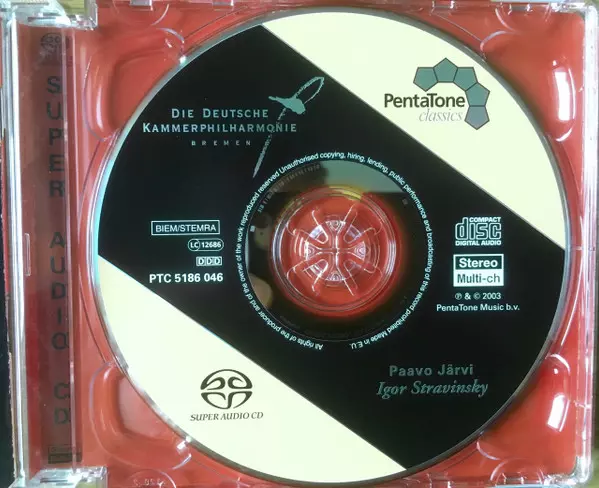 SUPER AUDIO CD
DIE DEUTSCHE
KAMMERPHILHARMONIE
BREMEN
PentaTone
classics
All rights of the producer and of the owner of the work reproduced reserved Unauthorised copying, hiring, lending, public performance and broadcasting of this record prohibited Made in E.U.
BIEM/STEMRA
LC 12686
DDD
PTC 5186 046
COMPACT
disc
DIGITAL AUDIO
Stereo
Multi-ch
℗ & © 2003
PentaTone Music b.v.
Paavo Järvi
Igor Stravinsky
SUPER AUDIO CD